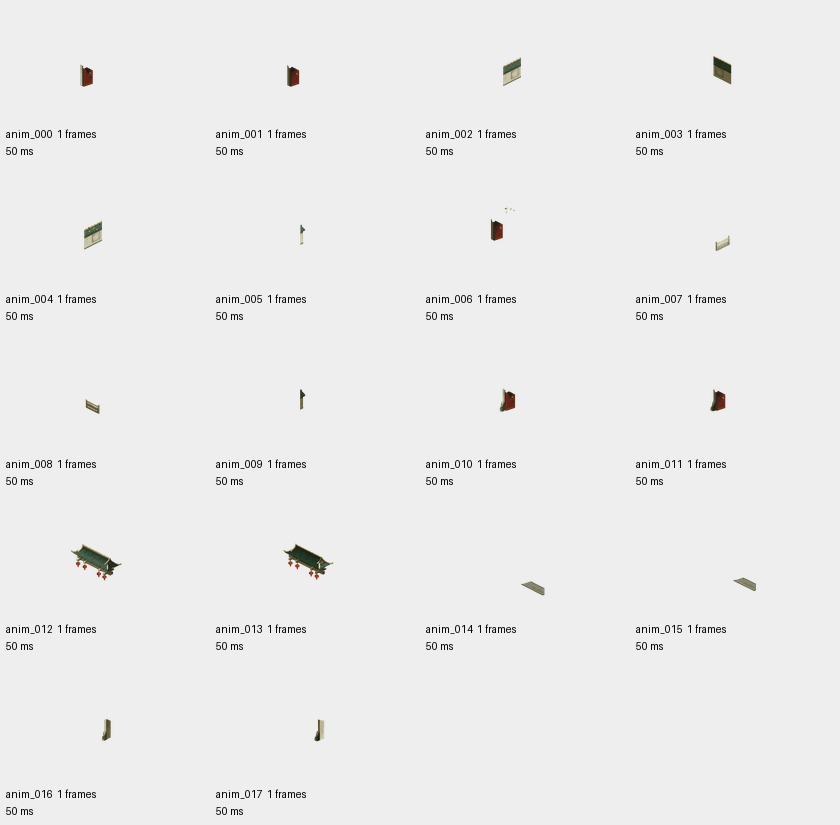 anim_000 1 frames
50 ms
anim_001 1 frames
50 ms
anim_002 1 frames
50 ms
anim_003 1 frames
50 ms
anim_004 1 frames
50 ms
anim_005 1 frames
50 ms
anim_006 1 frames
50 ms
anim_007 1 frames
50 ms
anim_008 1 frames
50 ms
anim_009 1 frames
50 ms
anim_010 1 frames
50 ms
anim_011 1 frames
50 ms
anim_012 1 frames
50 ms
anim_013 1 frames
50 ms
anim_014 1 frames
50 ms
anim_015 1 frames
50 ms
anim_016 1 frames
50 ms
anim_017 1 frames
50 ms